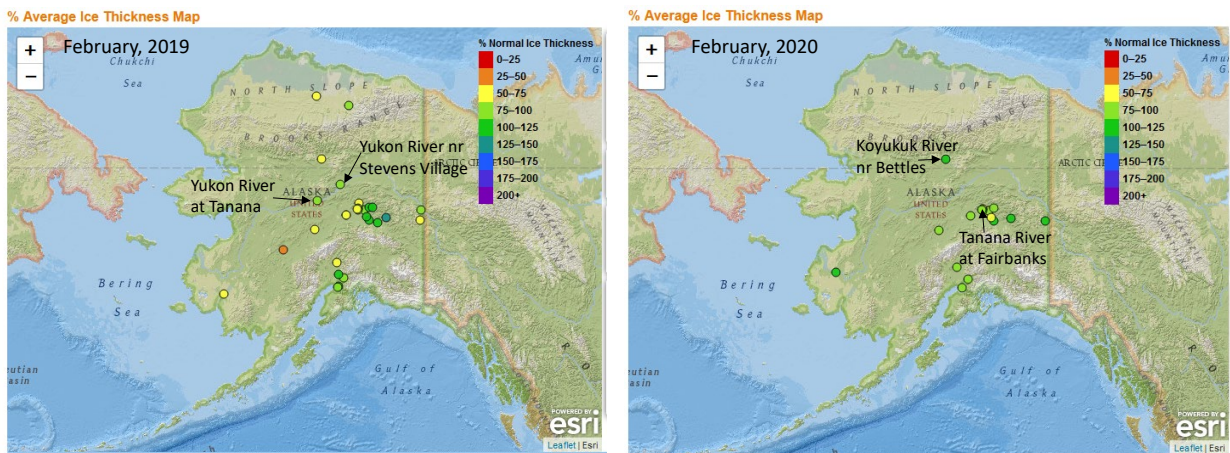 % Average Ice Thickness Map
+
−
February, 2019
Chukchi
Sea
% Normal Ice Thickness
0–25
25–50
50–75
75–100
100–125
125–150
150–175
175–200
200+
NORTH SLOPE
BROOKS RANGE
Yukon River nr
Stevens Village
Yukon River
at Tanana
ALASKA
UNITED
STATES
ARCTIC
MACKENZIE
MOUNTAINS
Bering
Sea
Gulf of
Alaska
POWERED BY
esri
Leaflet | Esri
% Average Ice Thickness Map
+
−
February, 2020
Chukchi
Sea
% Normal Ice Thickness
0–25
25–50
50–75
75–100
100–125
125–150
150–175
175–200
200+
NORTH SLOPE
BROOKS RANGE
Koyukuk River
nr Bettles
ALASKA
UNITED
STATES
ARCTIC
Tanana River
at Fairbanks
MACKENZIE
MOUNTAINS
Bering
Sea
Gulf of
Alaska
POWERED BY
esri
Leaflet | Esri